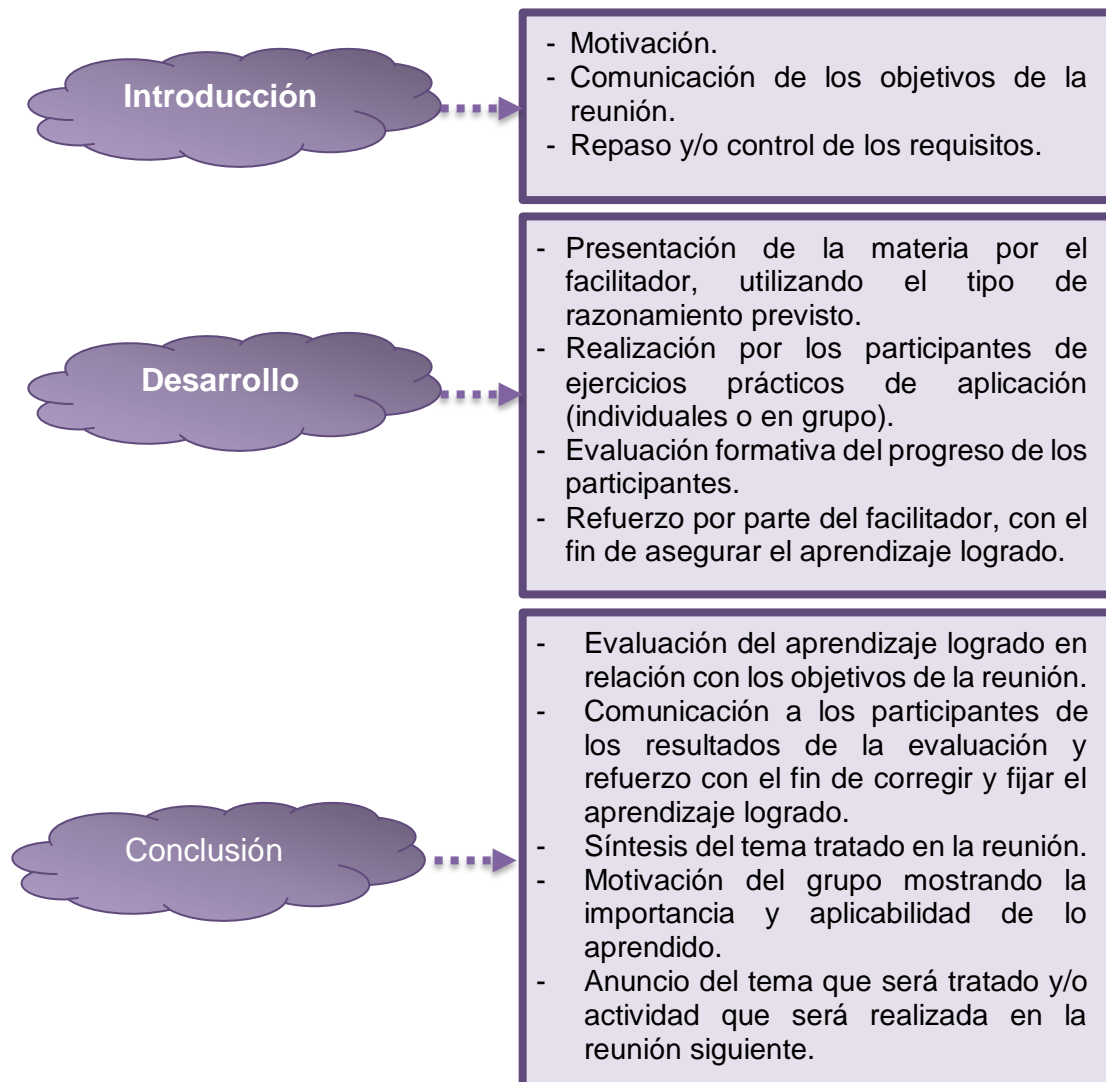 Introducción
- Motivación.
- Comunicación de los objetivos de la
reunión.
- Repaso y/o control de los requisitos.
Desarrollo
- Presentación de la materia por el
facilitador, utilizando el tipo de
razonamiento previsto.
- Realización por los participantes de
ejercicios prácticos de aplicación
(individuales o en grupo).
- Evaluación formativa del progreso de los
participantes.
- Refuerzo por parte del facilitador, con el
fin de asegurar el aprendizaje logrado.
Conclusión
- Evaluación del aprendizaje logrado en
relación con los objetivos de la reunión.
- Comunicación a los participantes de
los resultados de la evaluación y
refuerzo con el fin de corregir y fijar el
aprendizaje logrado.
- Síntesis del tema tratado en la reunión.
- Motivación del grupo mostrando la
importancia y aplicabilidad de lo
aprendido.
- Anuncio del tema que será tratado y/o
actividad que será realizada en la
reunión siguiente.